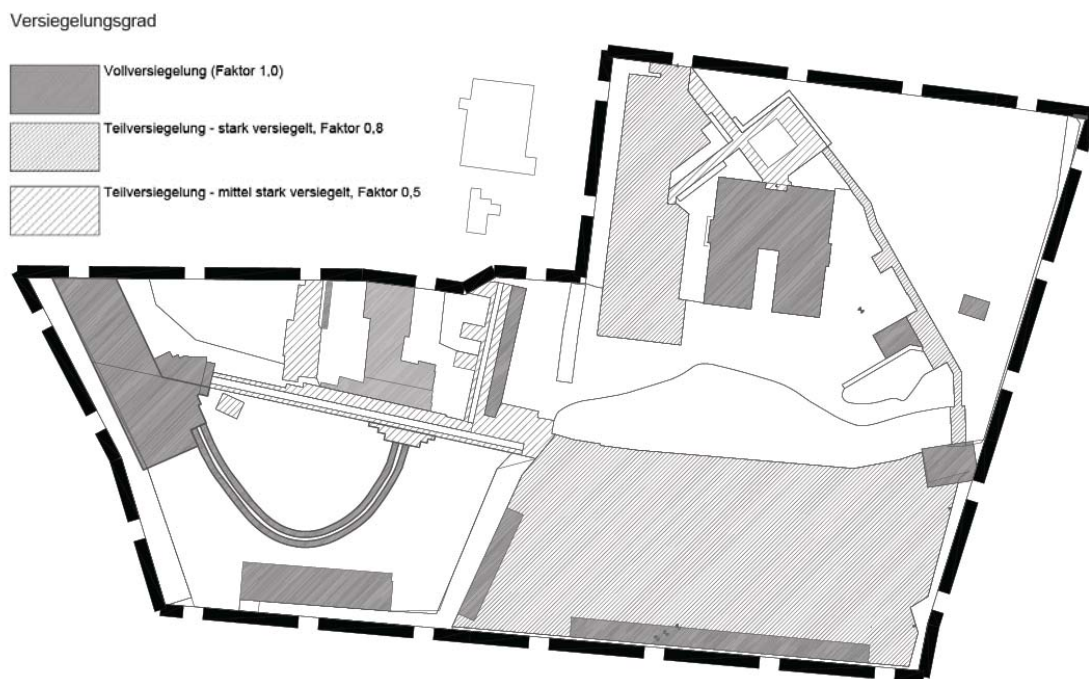 Versiegelungsgrad
Vollversiegelung (Faktor 1,0)
Teilversiegelung - stark versiegelt, Faktor 0,8
Teilversiegelung - mittel stark versiegelt, Faktor 0,5